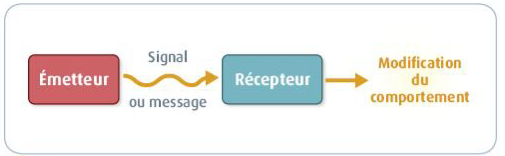 Signal
Émetteur
ou message
Récepteur
Modification
du
comportement